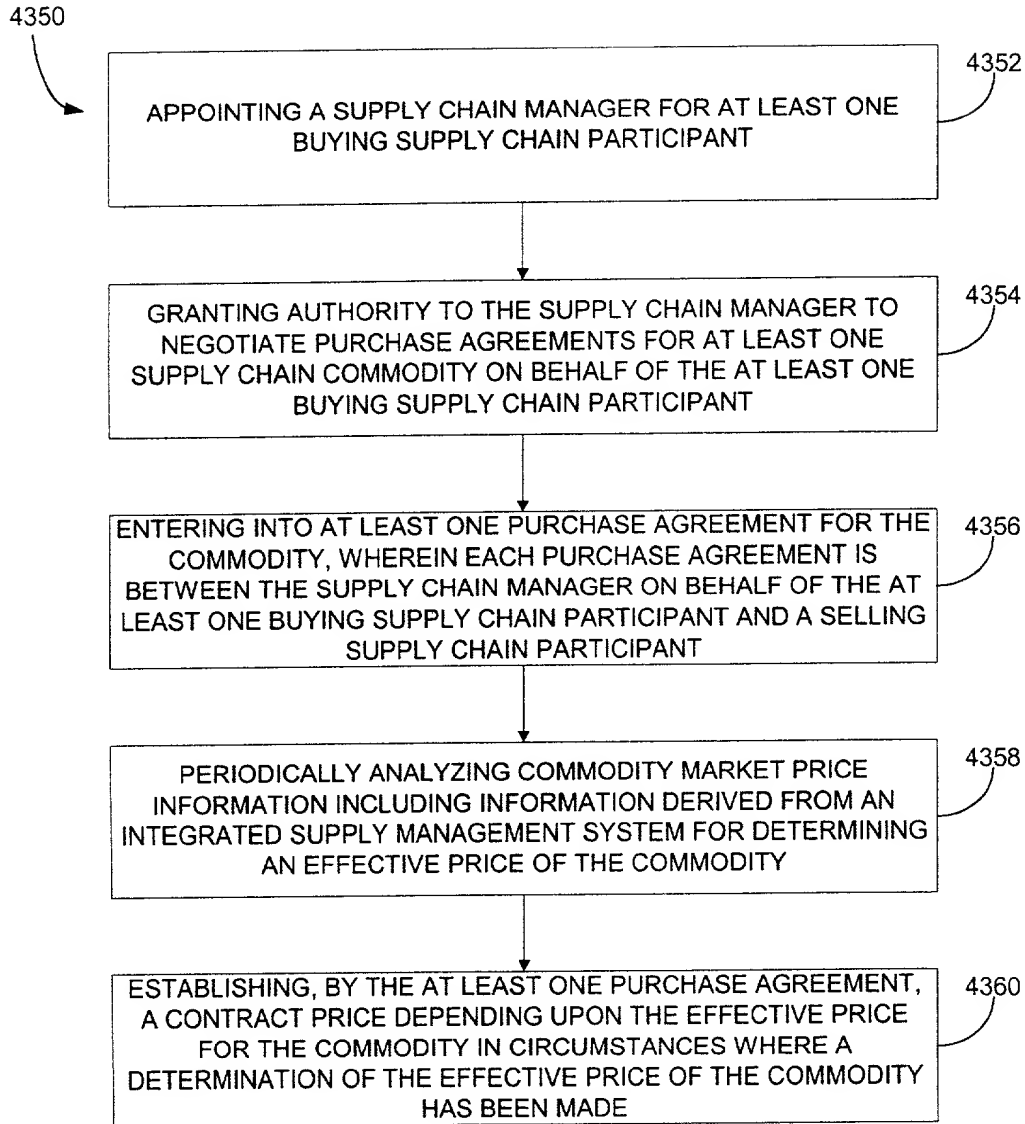 4350
4352
APPOINTING A SUPPLY CHAIN MANAGER FOR AT LEAST ONE
BUYING SUPPLY CHAIN PARTICIPANT
4354
GRANTING AUTHORITY TO THE SUPPLY CHAIN MANAGER TO
NEGOTIATE PURCHASE AGREEMENTS FOR AT LEAST ONE
SUPPLY CHAIN COMMODITY ON BEHALF OF THE AT LEAST ONE
BUYING SUPPLY CHAIN PARTICIPANT
4356
ENTERING INTO AT LEAST ONE PURCHASE AGREEMENT FOR THE
COMMODITY, WHEREIN EACH PURCHASE AGREEMENT IS
BETWEEN THE SUPPLY CHAIN MANAGER ON BEHALF OF THE AT
LEAST ONE BUYING SUPPLY CHAIN PARTICIPANT AND A SELLING
SUPPLY CHAIN PARTICIPANT
4358
PERIODICALLY ANALYZING COMMODITY MARKET PRICE
INFORMATION INCLUDING INFORMATION DERIVED FROM AN
INTEGRATED SUPPLY MANAGEMENT SYSTEM FOR DETERMINING
AN EFFECTIVE PRICE OF THE COMMODITY
4360
ESTABLISHING, BY THE AT LEAST ONE PURCHASE AGREEMENT,
A CONTRACT PRICE DEPENDING UPON THE EFFECTIVE PRICE
FOR THE COMMODITY IN CIRCUMSTANCES WHERE A
DETERMINATION OF THE EFFECTIVE PRICE OF THE COMMODITY
HAS BEEN MADE